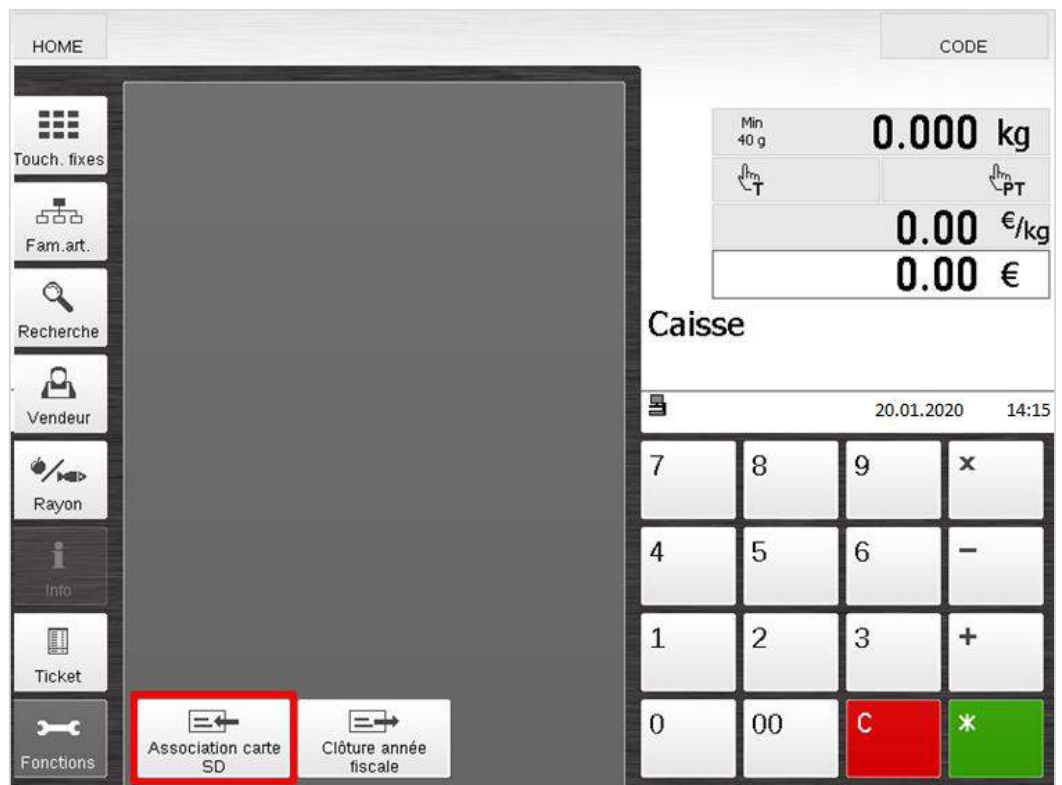 HOME
CODE
Touch. fixes
Fam.art.
Recherche
Vendeur
Rayon
Info
Ticket
Fonctions
Association carte
SD
Clôture année
fiscale
Min
40 g
0.000 kg
T
PT
0.00 €/kg
0.00 €
Caisse
20.01.2020 14:15
7 8 9 x
4 5 6 -
1 2 3 +
0 00 C *